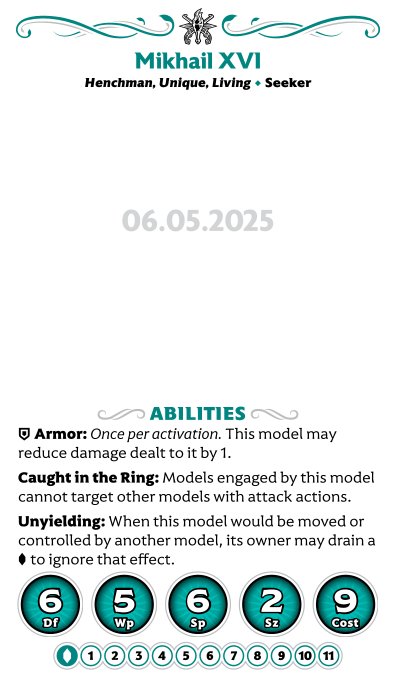 Mikhail XVI
Henchman, Unique, Living ⬥ Seeker
06.05.2025
ABILITIES
Armor: Once per activation. This model may
reduce damage dealt to it by 1.
Caught in the Ring: Models engaged by this model
cannot target other models with attack actions.
Unyielding: When this model would be moved or
controlled by another model, its owner may drain a
to ignore that effect.
6 5 6 2 9
Df Wp Sp Sz Cost
1 2 3 4 5 6 7 8 9 10 11